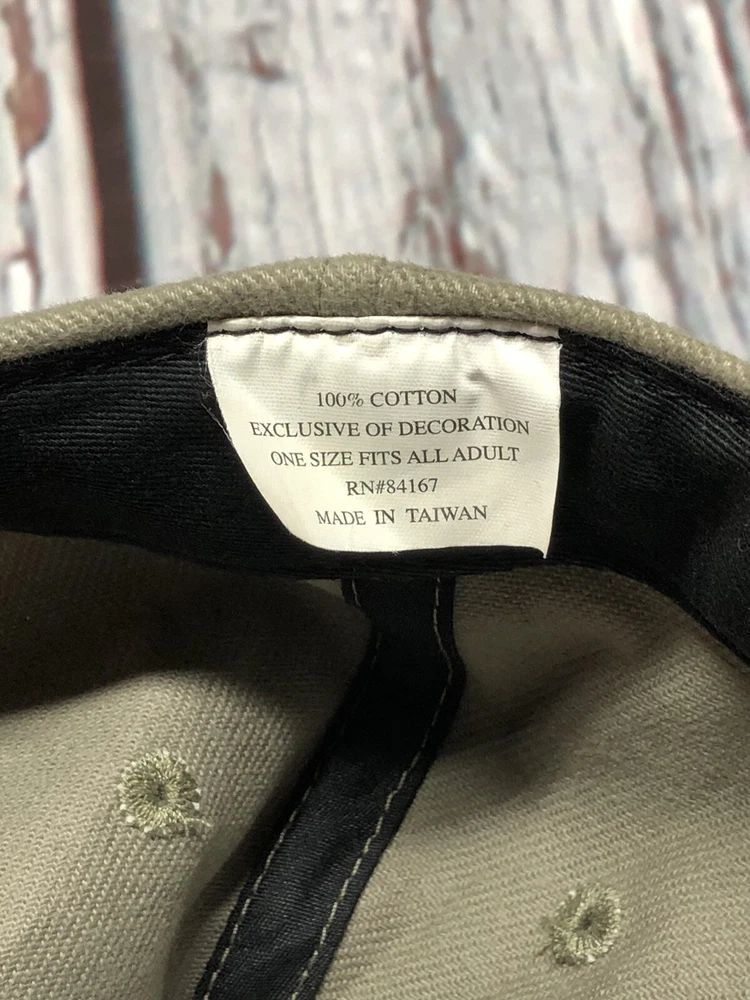 100% COTTON
EXCLUSIVE OF DECORATION
ONE SIZE FITS ALL ADULT
RN#84167
MADE IN TAIWAN